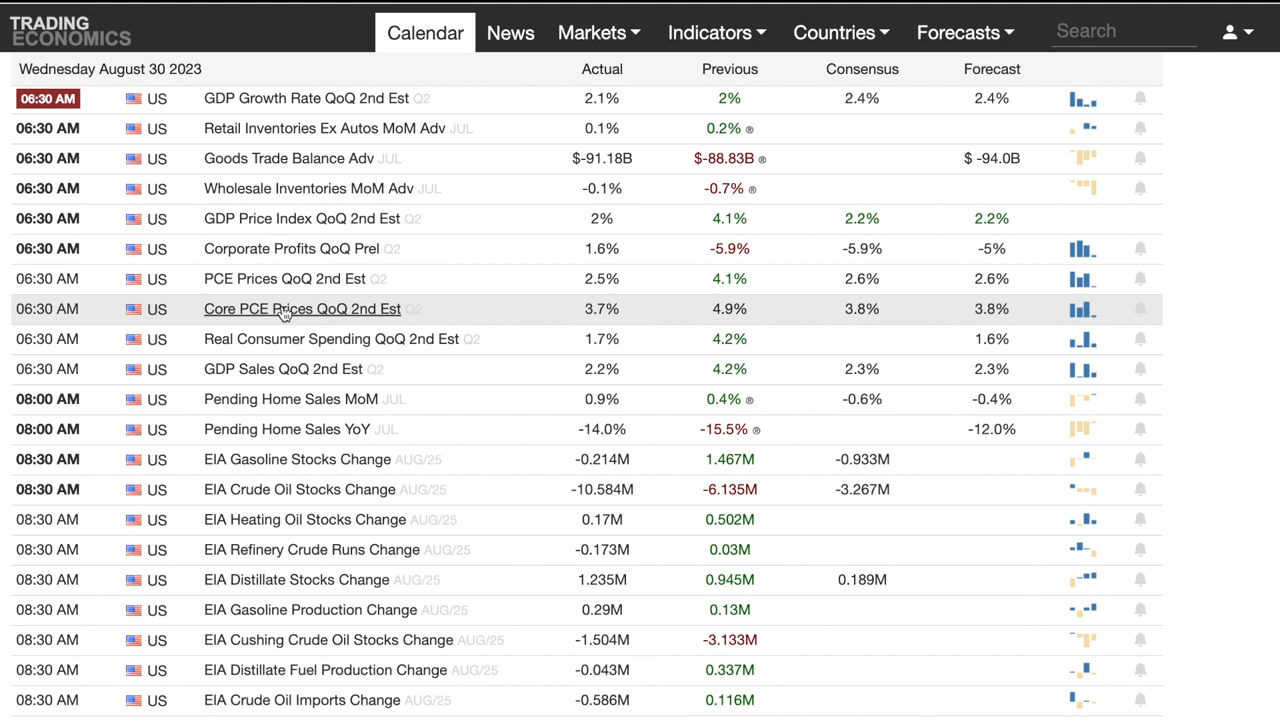 TRADING
ECONOMICS
Calendar News Markets Indicators Countries Forecasts Search
Wednesday August 30 2023 Actual Previous Consensus Forecast
06:30 AM US GDP Growth Rate QoQ 2nd Est Q2 2.1% 2% 2.4% 2.4%
06:30 AM US Retail Inventories Ex Autos MoM Adv JUL 0.1% 0.2% ®
06:30 AM US Goods Trade Balance Adv JUL $-91.18B $-88.83B ® $ -94.0B
06:30 AM US Wholesale Inventories MoM Adv JUL -0.1% -0.7% ®
06:30 AM US GDP Price Index QoQ 2nd Est Q2 2% 4.1% 2.2% 2.2%
06:30 AM US Corporate Profits QoQ Prel Q2 1.6% -5.9% -5.9% -5%
06:30 AM US PCE Prices QoQ 2nd Est Q2 2.5% 4.1% 2.6% 2.6%
06:30 AM US Core PCE Prices QoQ 2nd Est Q2 3.7% 4.9% 3.8% 3.8%
06:30 AM US Real Consumer Spending QoQ 2nd Est Q2 1.7% 4.2% 1.6%
06:30 AM US GDP Sales QoQ 2nd Est Q2 2.2% 4.2% 2.3% 2.3%
08:00 AM US Pending Home Sales MoM JUL 0.9% 0.4% ® -0.6% -0.4%
08:00 AM US Pending Home Sales YoY JUL -14.0% -15.5% ® -12.0%
08:30 AM US EIA Gasoline Stocks Change AUG/25 -0.214M 1.467M -0.933M
08:30 AM US EIA Crude Oil Stocks Change AUG/25 -10.584M -6.135M -3.267M
08:30 AM US EIA Heating Oil Stocks Change AUG/25 0.17M 0.502M
08:30 AM US EIA Refinery Crude Runs Change AUG/25 -0.173M 0.03M
08:30 AM US EIA Distillate Stocks Change AUG/25 1.235M 0.945M 0.189M
08:30 AM US EIA Gasoline Production Change AUG/25 0.29M 0.13M
08:30 AM US EIA Cushing Crude Oil Stocks Change AUG/25 -1.504M -3.133M
08:30 AM US EIA Distillate Fuel Production Change AUG/25 -0.043M 0.337M
08:30 AM US EIA Crude Oil Imports Change AUG/25 -0.586M 0.116M